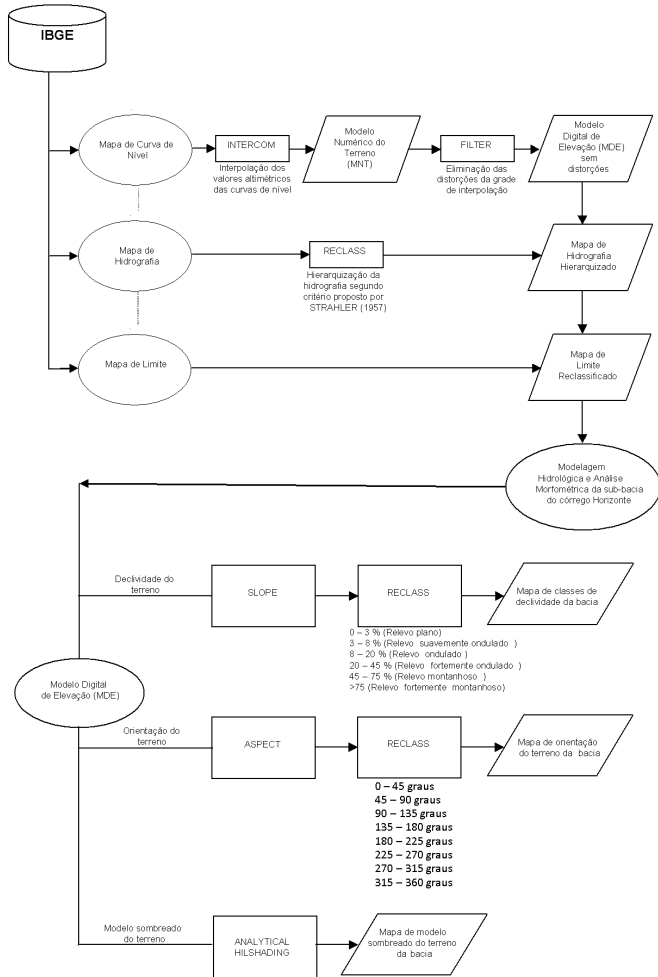 IBGE
Mapa de Curva de
Nível
INTERCOM
Interpolação dos
valores altimétricos
das curvas de nível
Modelo
Numérico do
Terreno
(MNT)
FILTER
Eliminação das
distorções da grade
de interpolação
Modelo
Digital de
Elevação (MDE)
sem
distorções
Mapa de
Hidrografia
RECLASS
Hierarquização da
hidrografia segundo
critério proposto por
STRAHLER (1957)
Mapa de
Hidrografia
Hierarquizado
Mapa de Limite
Mapa de
Limite
Reclassificado
Modelagem
Hidrológica e Análise
Morfométrica da sub-bacia
do córrego Horizonte
Declividade do
terreno
SLOPE
RECLASS
Mapa de classes de
declividade da bacia
0 – 3 % (Relevo plano)
3 – 8 % (Relevo suavemente ondulado )
8 – 20 % (Relevo ondulado )
20 – 45 % (Relevo fortemente ondulado )
45 – 75 % (Relevo montanhoso )
>75 (Relevo fortemente montanhoso)
Modelo Digital
de Elevação (MDE)
Orientação do
terreno
ASPECT
RECLASS
Mapa de orientação
do terreno da bacia
0 – 45 graus
45 – 90 graus
90 – 135 graus
135 – 180 graus
180 – 225 graus
225 – 270 graus
270 – 315 graus
315 – 360 graus
Modelo sombreado
do terreno
ANALYTICAL
HILSHADING
Mapa de modelo
sombreado do terreno
da bacia